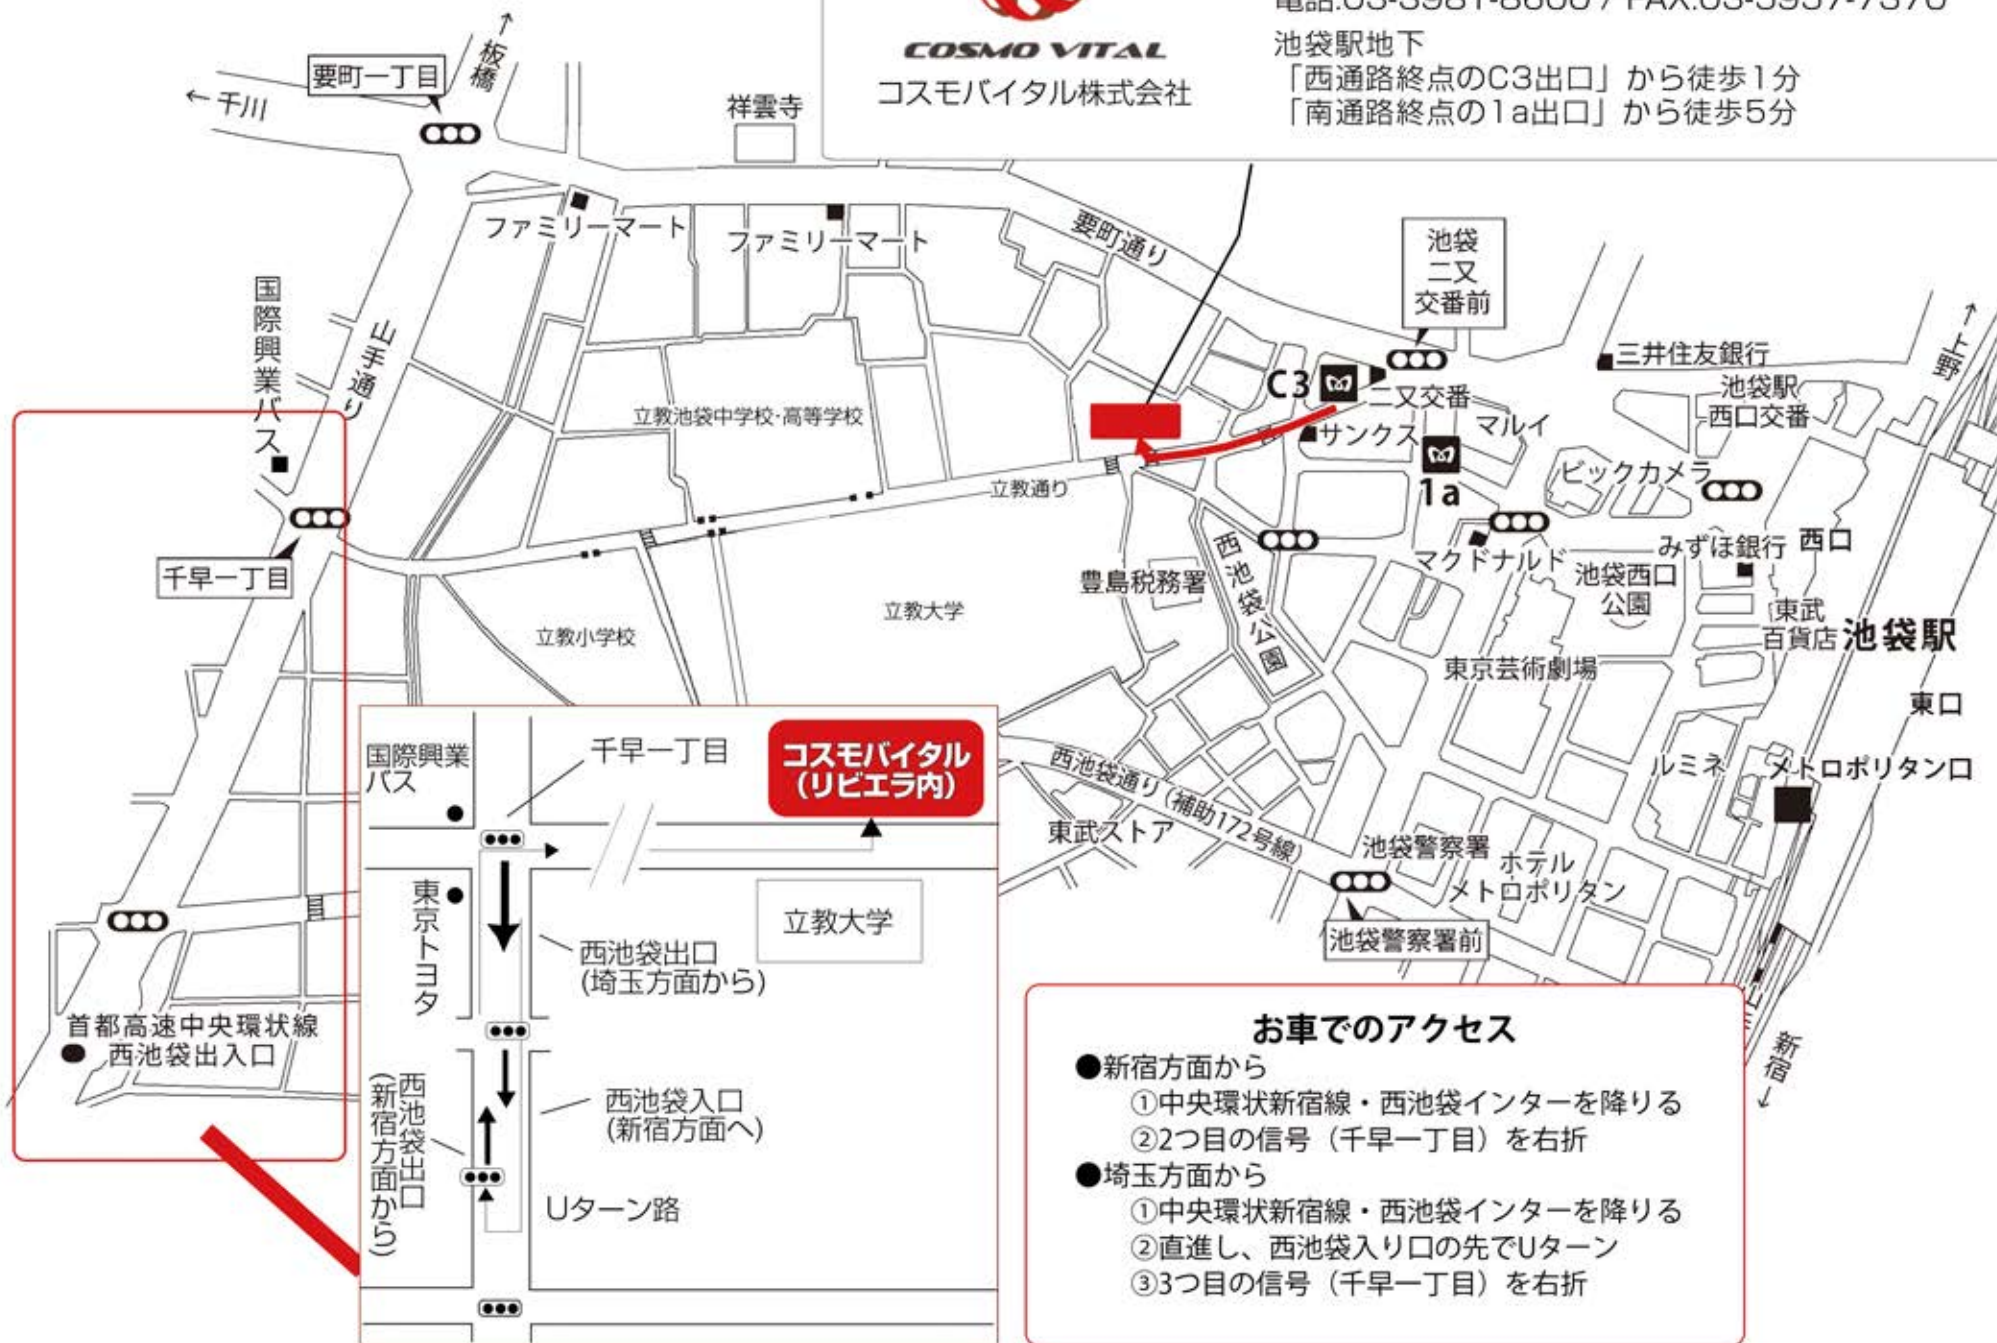 COSMO VITAL
コスモバイタル株式会社
池袋駅地下
「西通路終点のC3出口」から徒歩1分
「南通路終点の1a出口」から徒歩5分
↑板橋
要町一丁目
←千川
祥雲寺
ファミリーマート
ファミリーマート
要町通り
池袋
二又
交番前
国際興業バス
山手通り
↑上野
三井住友銀行
池袋駅
西口交番
C3
二又交番
サンクス
マルイ
立教池袋中学校・高等学校
ビックカメラ
1a
立教通り
千早一丁目
西池袋公園
マクドナルド
みずほ銀行
西口
豊島税務署
池袋西口
公園
立教大学
立教小学校
東武
百貨店
池袋駅
東京芸術劇場
東口
ルミネ
メトロポリタン口
西池袋通り（補助172号線）
東武ストア
池袋警察署
ホテル
メトロポリタン
池袋警察署前
新宿↓
首都高速中央環状線
西池袋出入口
国際興業
バス
千早一丁目
コスモバイタル
（リビエラ内）
東京トヨタ
立教大学
西池袋出口
(埼玉方面から)
西池袋入口
(新宿方面へ)
西池袋出口
(新宿方面から)
Uターン路
お車でのアクセス
●新宿方面から
①中央環状新宿線・西池袋インターを降りる
②2つ目の信号（千早一丁目）を右折
●埼玉方面から
①中央環状新宿線・西池袋インターを降りる
②直進し、西池袋入り口の先でUターン
③3つ目の信号（千早一丁目）を右折